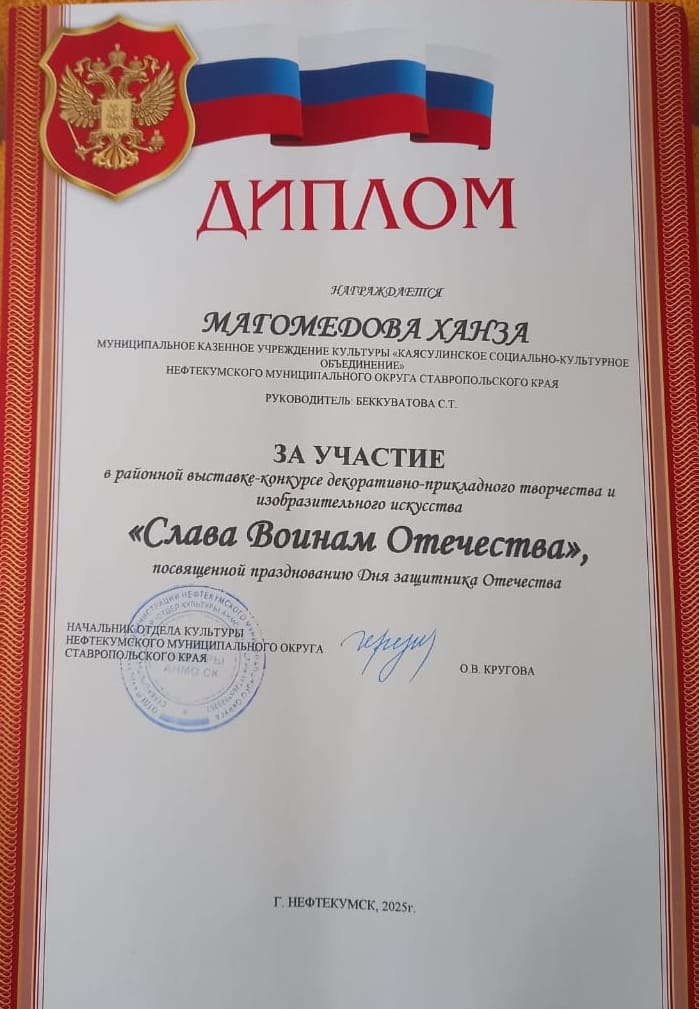 ДИПЛОМ
НАГРАЖДАЕТСЯ
МАГОМЕДОВА ХАНЗА
МУНИЦИПАЛЬНОЕ КАЗЕННОЕ УЧРЕЖДЕНИЕ КУЛЬТУРЫ «КАЯСУЛИНСКОЕ СОЦИАЛЬНО-КУЛЬТУРНОЕ
ОБЪЕДИНЕНИЕ»
НЕФТЕКУМСКОГО МУНИЦИПАЛЬНОГО ОКРУГА СТАВРОПОЛЬСКОГО КРАЯ
РУКОВОДИТЕЛЬ: БЕККУВАТОВА С.Т.
ЗА УЧАСТИЕ
в районной выставке-конкурсе декоративно-прикладного творчества и
изобразительного искусства
«Слава Воинам Отечества»,
посвященной празднованию Дня защитника Отечества
НАЧАЛЬНИК ОТДЕЛА КУЛЬТУРЫ
НЕФТЕКУМСКОГО МУНИЦИПАЛЬНОГО ОКРУГА
СТАВРОПОЛЬСКОГО КРАЯ
О.В. КРУГОВА
Г. НЕФТЕКУМСК, 2025г.